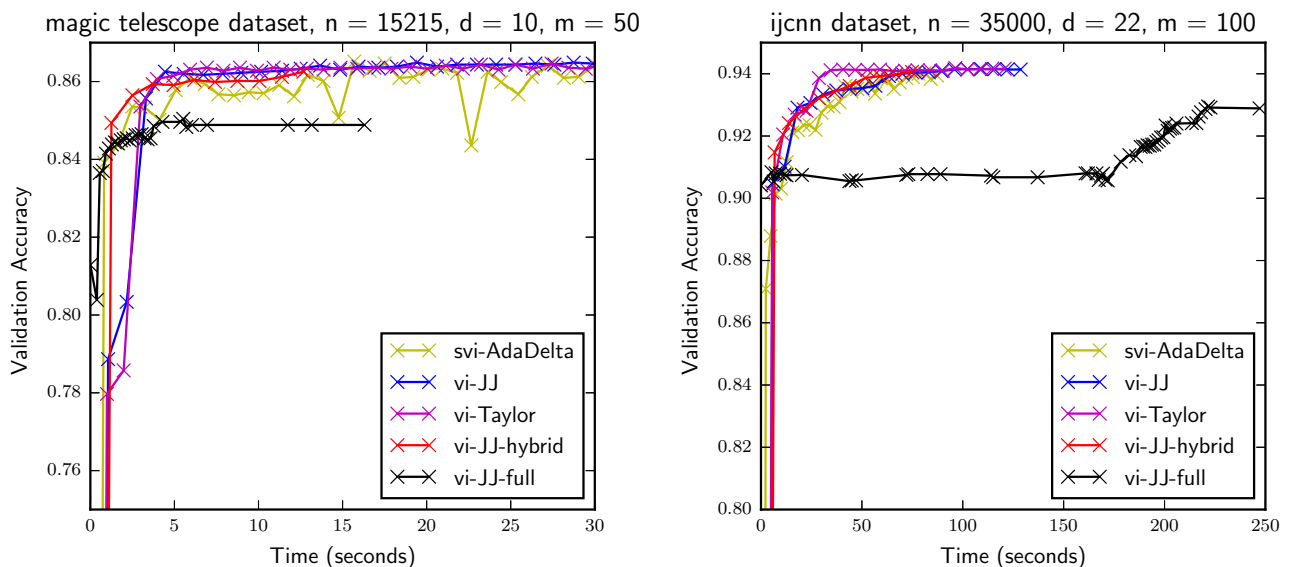 magic telescope dataset, n = 15215, d = 10, m = 50
Validation Accuracy
0.86
0.84
0.82
0.80
0.78
0.76
0
5
10
15
20
25
30
Time (seconds)
svi-AdaDelta
vi-JJ
vi-Taylor
vi-JJ-hybrid
vi-JJ-full
ijcnn dataset, n = 35000, d = 22, m = 100
Validation Accuracy
0.94
0.92
0.90
0.88
0.86
0.84
0.82
0.80
0
50
100
150
200
250
Time (seconds)
svi-AdaDelta
vi-JJ
vi-Taylor
vi-JJ-hybrid
vi-JJ-full